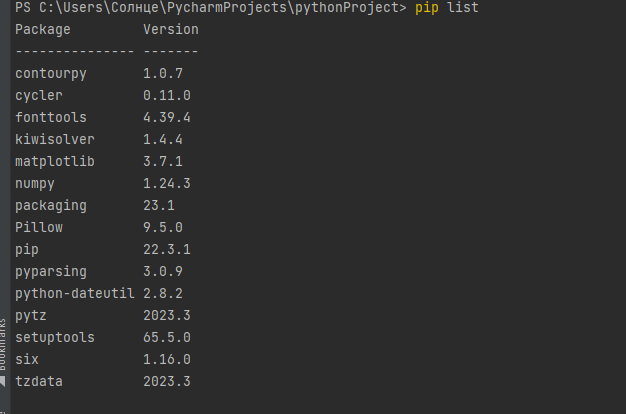 PS C:\Users\Солнце\PycharmProjects\pythonProject> pip list
Package         Version
--------------- -------
contourpy       1.0.7
cycler          0.11.0
fonttools       4.39.4
kiwisolver      1.4.4
matplotlib      3.7.1
numpy           1.24.3
packaging       23.1
Pillow          9.5.0
pip             22.3.1
pyparsing       3.0.9
python-dateutil 2.8.2
pytz            2023.3
setuptools      65.5.0
six             1.16.0
tzdata          2023.3
Bookmarks